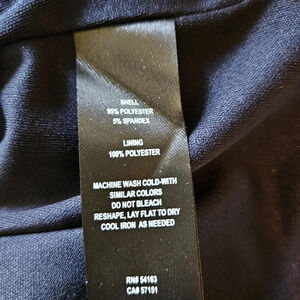 SHELL
95% POLYESTER
5% SPANDEX
LINING
100% POLYESTER
MACHINE WASH COLD-WITH
SIMILAR COLORS
DO NOT BLEACH
RESHAPE, LAY FLAT TO DRY
COOL IRON AS NEEDED
RN# 54163
CA# 57151